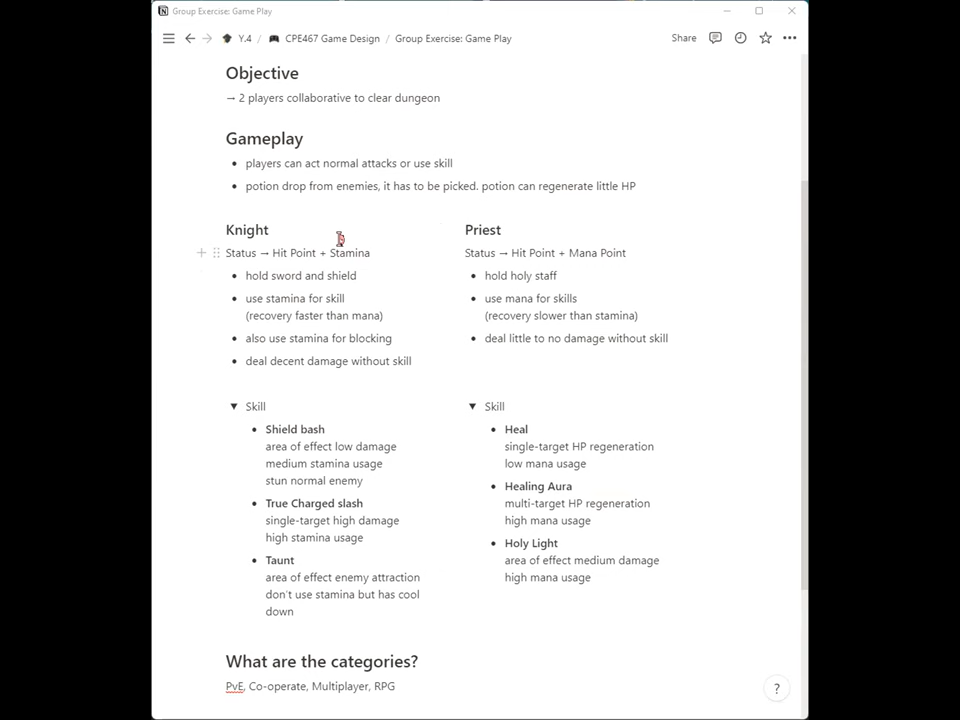 Group Exercise: Game Play
Y.4 / CPE467 Game Design / Group Exercise: Game Play
Share
Objective
→ 2 players collaborative to clear dungeon
Gameplay
• players can act normal attacks or use skill
• potion drop from enemies, it has to be picked. potion can regenerate little HP
Knight
Status → Hit Point + Stamina
• hold sword and shield
• use stamina for skill
(recovery faster than mana)
• also use stamina for blocking
• deal decent damage without skill
Skill
• Shield bash
area of effect low damage
medium stamina usage
stun normal enemy
• True Charged slash
single-target high damage
high stamina usage
• Taunt
area of effect enemy attraction
don't use stamina but has cool
down
Priest
Status → Hit Point + Mana Point
• hold holy staff
• use mana for skills
(recovery slower than stamina)
• deal little to no damage without skill
Skill
• Heal
single-target HP regeneration
low mana usage
• Healing Aura
multi-target HP regeneration
high mana usage
• Holy Light
area of effect medium damage
high mana usage
What are the categories?
PvE, Co-operate, Multiplayer, RPG
?